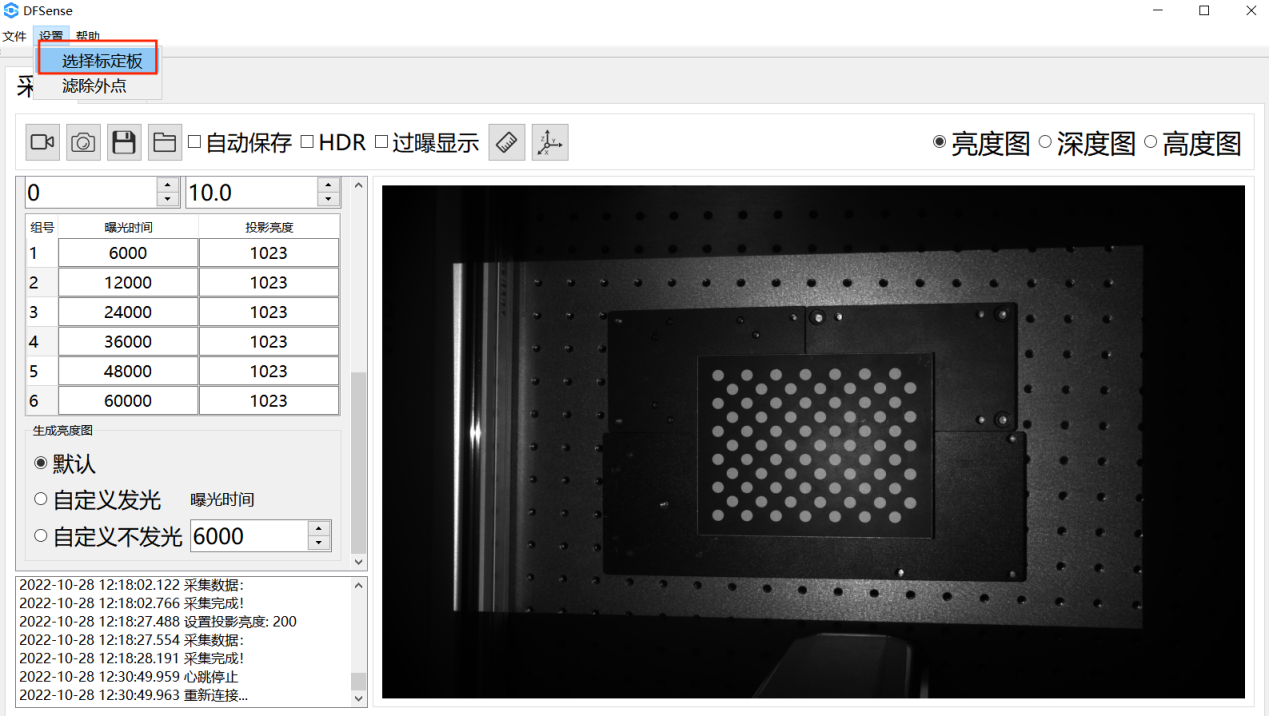 DFSense
文件 设置 帮助
选择标定板
滤除外点
采
自动保存 HDR 过曝显示 亮度图 深度图 高度图
0 10.0
组号 曝光时间 投影亮度
1 6000 1023
2 12000 1023
3 24000 1023
4 36000 1023
5 48000 1023
6 60000 1023
生成亮度图
默认
自定义发光 曝光时间
自定义不发光 6000
2022-10-28 12:18:02.122 采集数据:
2022-10-28 12:18:02.766 采集完成!
2022-10-28 12:18:27.488 设置投影亮度: 200
2022-10-28 12:18:27.554 采集数据:
2022-10-28 12:18:28.191 采集完成!
2022-10-28 12:30:49.959 心跳停止
2022-10-28 12:30:49.963 重新连接...